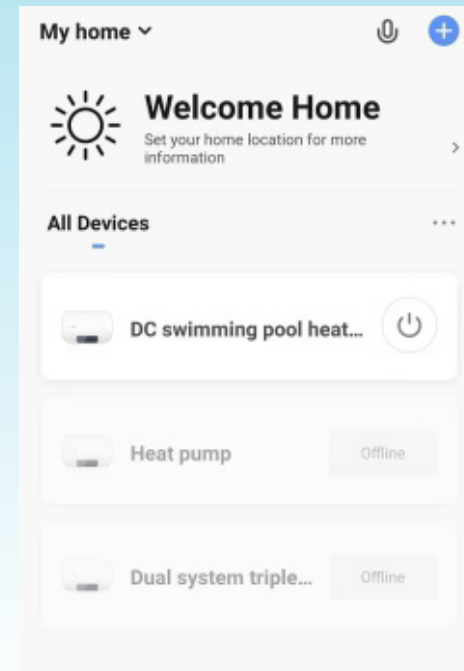 My home
Welcome Home
Set your home location for more
information
All Devices
DC swimming pool heat...
Heat pump
Offline
Dual system triple...
Offline